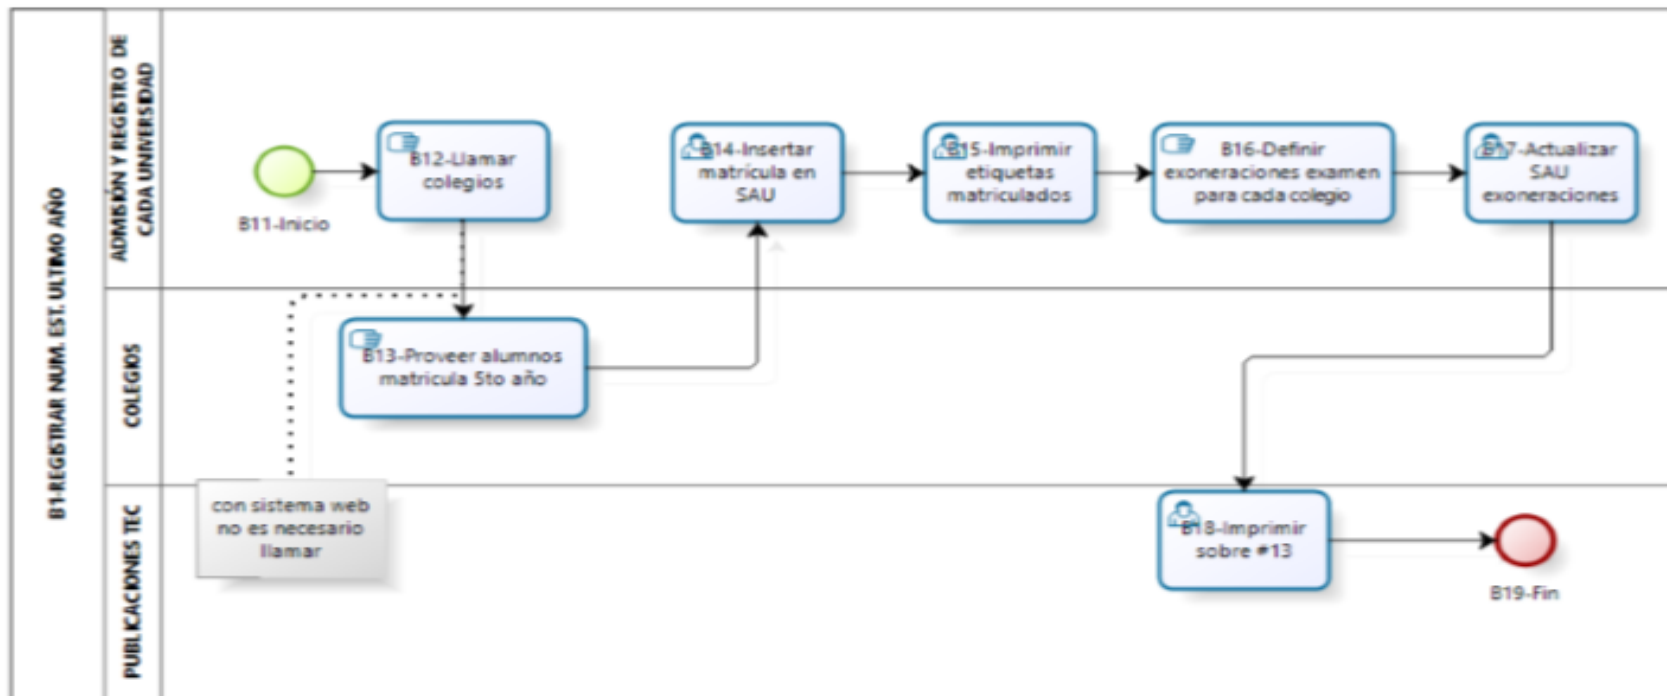 B1-REGISTRAR NUM. EST. ULTIMO AÑO
ADMISIÓN Y REGISTRO DE
CADA UNIVERSIDAD
B11-Inicio
B12-Llamar
colegios
B14-Insertar
matrícula en
SAU
B15-Imprimir
etiquetas
matriculados
B16-Definir
exoneraciones examen
para cada colegio
B17-Actualizar
SAU
exoneraciones
COLEGIOS
B13-Proveer alumnos
matricula 5to año
PUBLICACIONES TEC
con sistema web
no es necesario
llamar
B18-Imprimir
sobre #13
B19-Fin